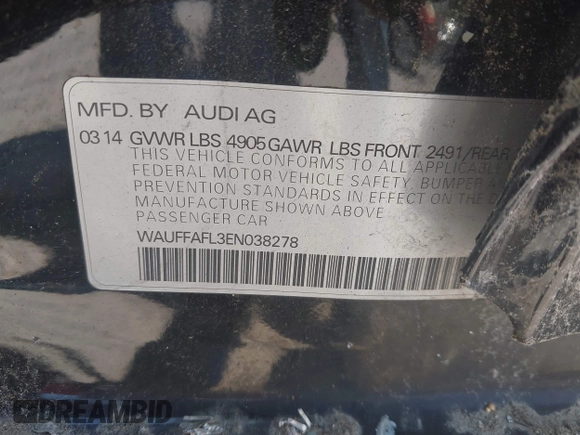 MFD. BY AUDI AG
03 14 GVWR LBS 4905 GAWR LBS FRONT 2491/REAR
THIS VEHICLE CONFORMS TO ALL APPLICABLE
FEDERAL MOTOR VEHICLE SAFETY, BUMPER A
PREVENTION STANDARDS IN EFFECT ON THE D
MANUFACTURE SHOWN ABOVE
PASSENGER CAR
WAUFFAFL3EN038278
DREAMBID